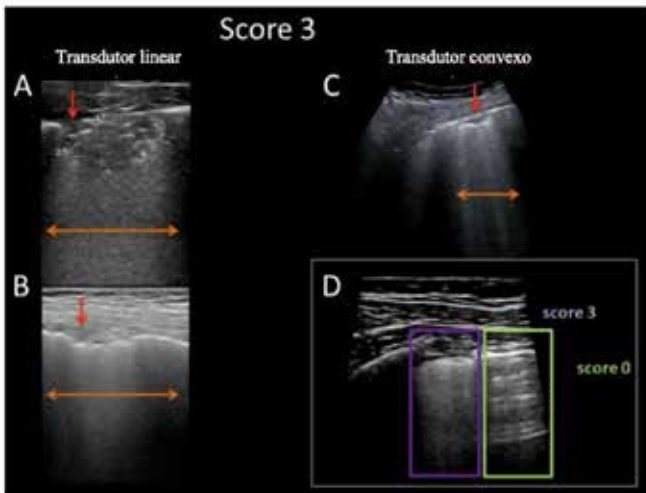 Score 3
Transdutor linear
Transdutor convexo
A
C
B
D
score 3
score 0